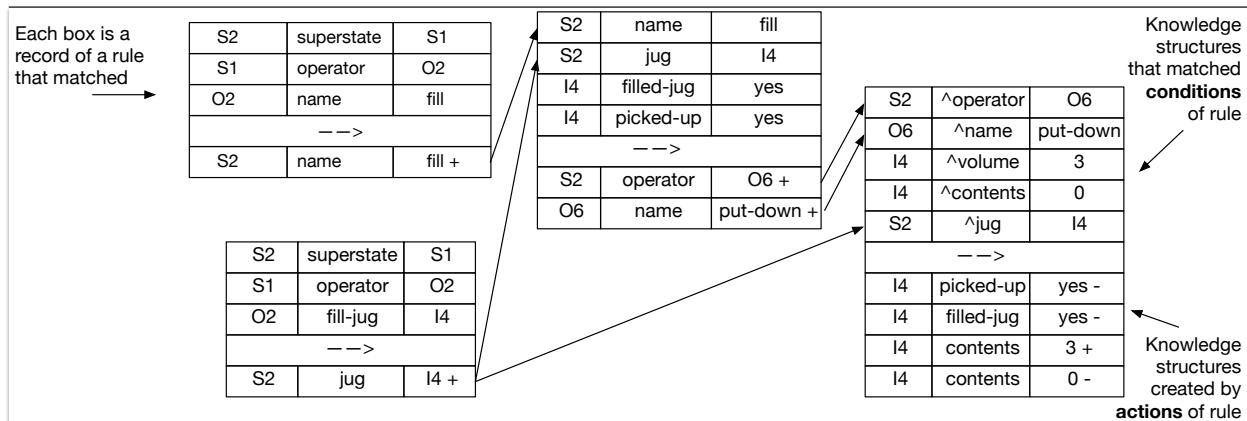 Each box is a
record of a rule
that matched
S2 superstate S1
S1 operator O2
O2 name fill
— —>
S2 name fill +
S2 superstate S1
S1 operator O2
O2 fill-jug I4
— —>
S2 jug I4 +
S2 name fill
S2 jug I4
I4 filled-jug yes
I4 picked-up yes
— —>
S2 operator O6 +
O6 name put-down +
S2 ^operator O6
O6 ^name put-down
I4 ^volume 3
I4 ^contents 0
S2 ^jug I4
— —>
I4 picked-up yes -
I4 filled-jug yes -
I4 contents 3 +
I4 contents 0 -
Knowledge
structures
that matched
conditions
of rule
Knowledge
structures
created by
actions of rule